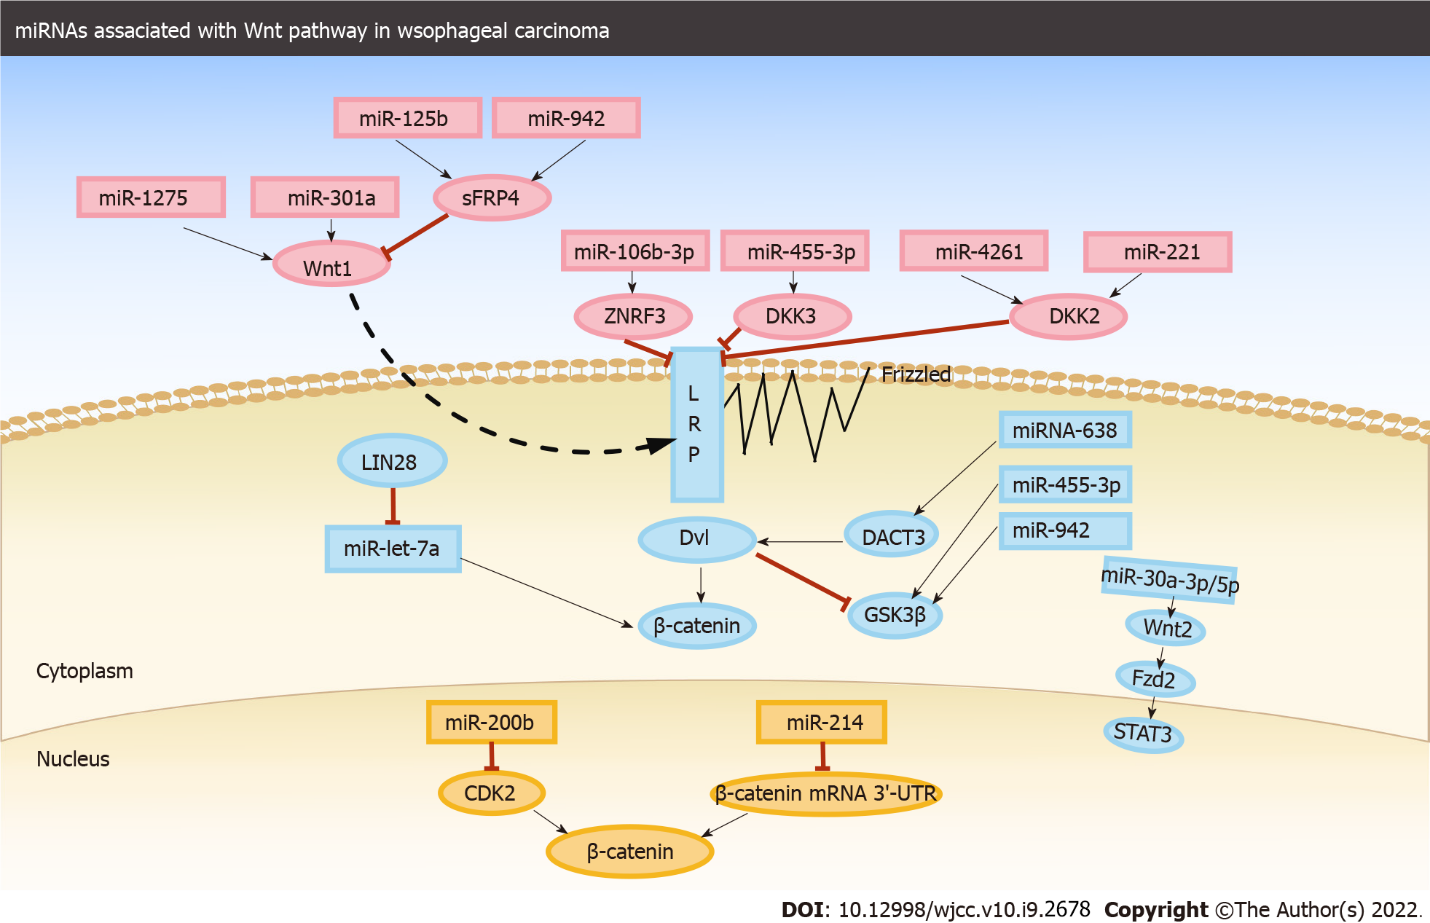 miRNAs assaciated with Wnt pathway in wsophageal carcinoma
miR-125b
miR-942
miR-1275
miR-301a
sFRP4
Wnt1
miR-106b-3p
miR-455-3p
miR-4261
miR-221
ZNRF3
DKK3
DKK2
Frizzled
L
R
P
miRNA-638
LIN28
miR-455-3p
miR-942
miR-let-7a
Dvl
DACT3
miR-30a-3p/5p
β-catenin
GSK3β
Wnt2
Cytoplasm
Fzd2
miR-200b
miR-214
STAT3
Nucleus
CDK2
β-catenin mRNA 3'-UTR
β-catenin
DOI: 10.12998/wjcc.v10.i9.2678 Copyright ©The Author(s) 2022.